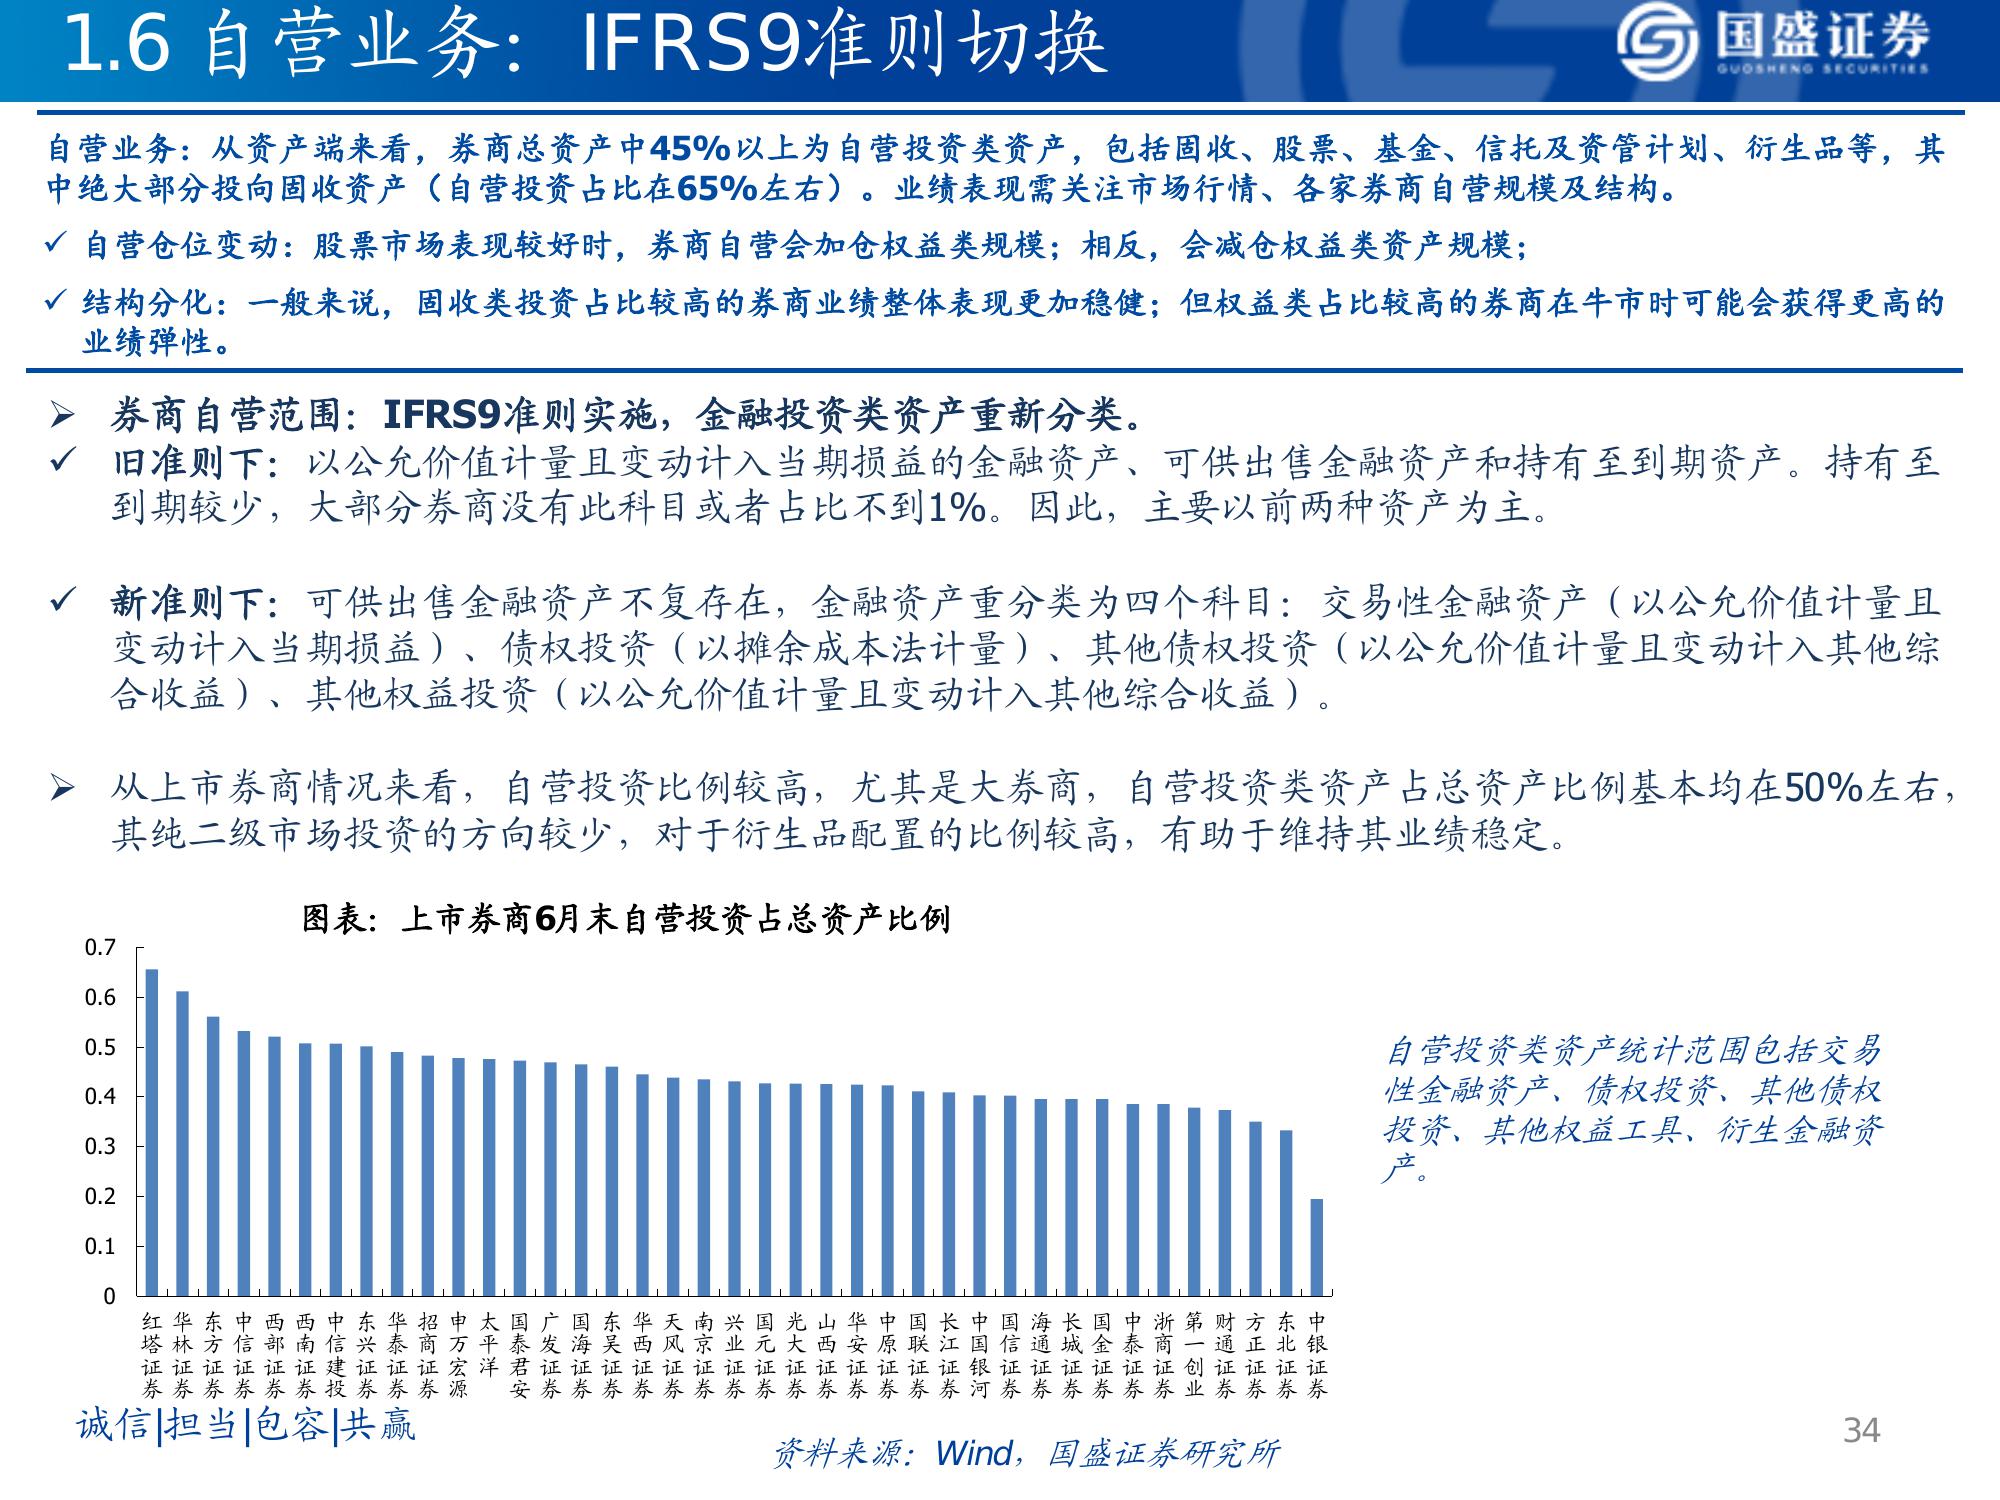 1.6 自营业务：IFRS9准则切换
国盛证券
GUOSHENG SECURITIES
自营业务：从资产端来看，券商总资产中45%以上为自营投资类资产，包括固收、股票、基金、信托及资管计划、衍生品等，其
中绝大部分投向固收资产（自营投资占比在65%左右）。业绩表现需关注市场行情、各家券商自营规模及结构。
✓ 自营仓位变动：股票市场表现较好时，券商自营会加仓权益类规模；相反，会减仓权益类资产规模；
✓ 结构分化：一般来说，固收类投资占比较高的券商业绩整体表现更加稳健；但权益类占比较高的券商在牛市时可能会获得更高的
业绩弹性。
➢ 券商自营范围：IFRS9准则实施，金融投资类资产重新分类。
✓ 旧准则下：以公允价值计量且变动计入当期损益的金融资产、可供出售金融资产和持有至到期资产。持有至
到期较少，大部分券商没有此科目或者占比不到1%。因此，主要以前两种资产为主。
✓ 新准则下：可供出售金融资产不复存在，金融资产重分类为四个科目：交易性金融资产（以公允价值计量且
变动计入当期损益）、债权投资（以摊余成本法计量）、其他债权投资（以公允价值计量且变动计入其他综
合收益）、其他权益投资（以公允价值计量且变动计入其他综合收益）。
➢ 从上市券商情况来看，自营投资比例较高，尤其是大券商，自营投资类资产占总资产比例基本均在50%左右，
其纯二级市场投资的方向较少，对于衍生品配置的比例较高，有助于维持其业绩稳定。
图表：上市券商6月末自营投资占总资产比例
0.7
0.6
0.5
0.4
0.3
0.2
0.1
0
红塔证券
华林证券
东方证券
中信证券
西部证券
西南证券
中信建投
东兴证券
华泰证券
招商证券
申万宏源
太平洋
国泰君安
广发证券
国海证券
东吴证券
华西证券
天风证券
南京证券
兴业证券
国元证券
光大证券
山西证券
华安证券
中原证券
国联证券
长江证券
中国银河
国信证券
海通证券
长城证券
国金证券
中泰证券
浙商证券
第一创业
财通证券
方正证券
东北证券
中银证券
自营投资类资产统计范围包括交易
性金融资产、债权投资、其他债权
投资、其他权益工具、衍生金融资
产。
诚信|担当|包容|共赢
资料来源：Wind，国盛证券研究所
34